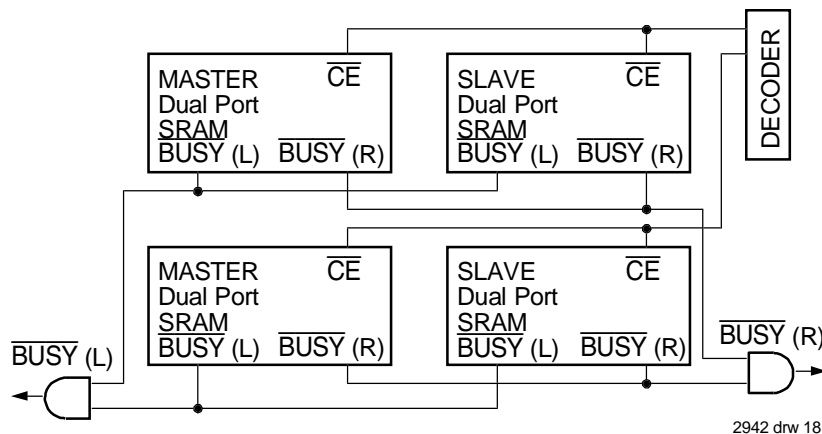 MASTER
Dual Port
SRAM
CE
BUSY (L) BUSY (R)
SLAVE
Dual Port
SRAM
CE
BUSY (L) BUSY (R)
DECODER
MASTER
Dual Port
SRAM
CE
BUSY (L) BUSY (R)
SLAVE
Dual Port
SRAM
CE
BUSY (L) BUSY (R)
BUSY (L)
BUSY (R)
2942 drw 18